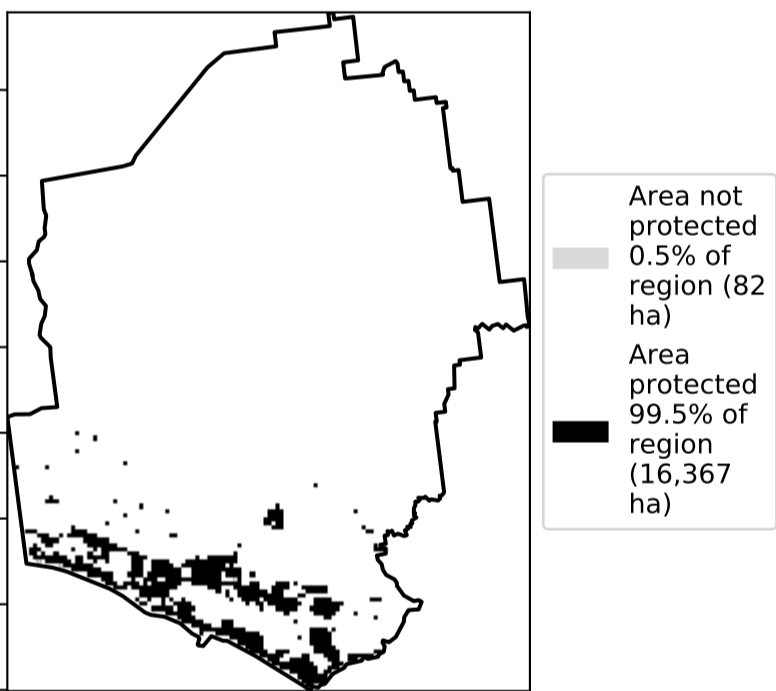 Area not
protected
0.5% of
region (82
ha)
Area
protected
99.5% of
region
(16,367
ha)